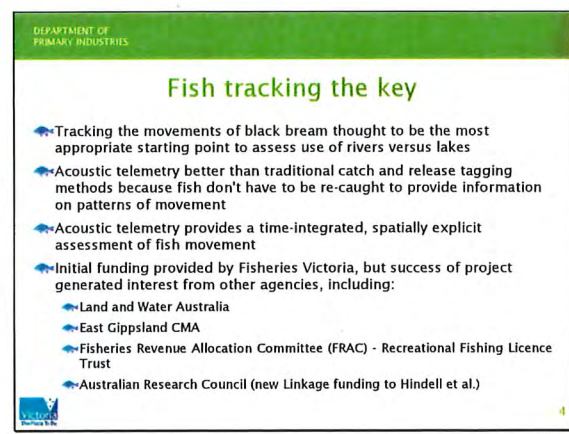 DEPARTMENT OF
PRIMARY INDUSTRIES
Fish tracking the key
Tracking the movements of black bream thought to be the most
appropriate starting point to assess use of rivers versus lakes
Acoustic telemetry better than traditional catch and release tagging
methods because fish don't have to be re-caught to provide information
on patterns of movement
Acoustic telemetry provides a time-integrated, spatially explicit
assessment of fish movement
Initial funding provided by Fisheries Victoria, but success of project
generated interest from other agencies, including:
Land and Water Australia
East Gippsland CMA
Fisheries Revenue Allocation Committee (FRAC) - Recreational Fishing Licence
Trust
Australian Research Council (new Linkage funding to Hindell et al.)
Victoria
The Place To Be
4